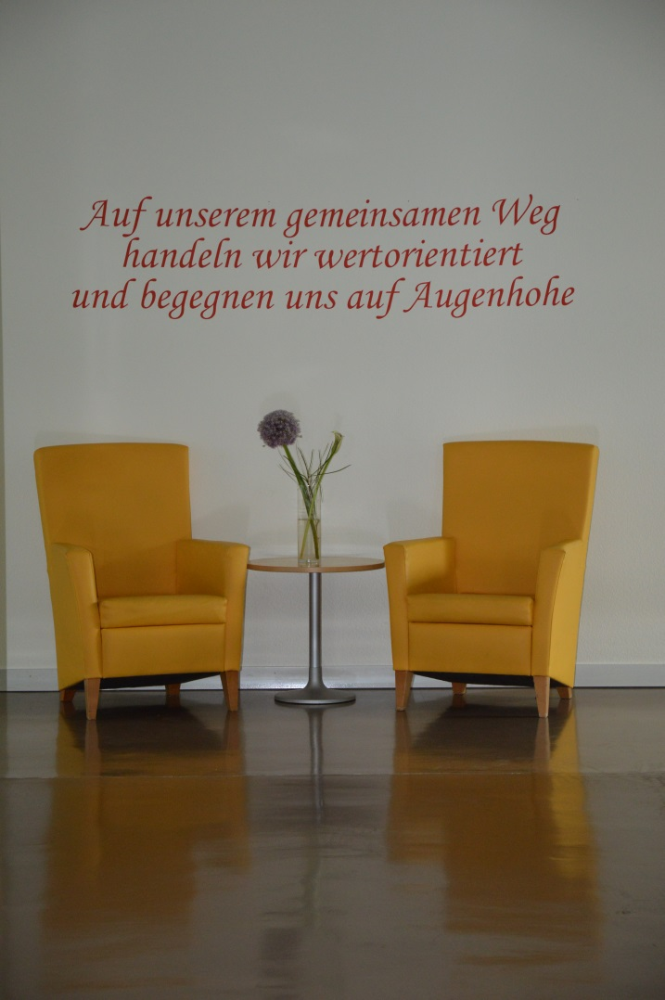 Auf unserem gemeinsamen Weg
handeln wir wertorientiert
und begegnen uns auf Augenhohe